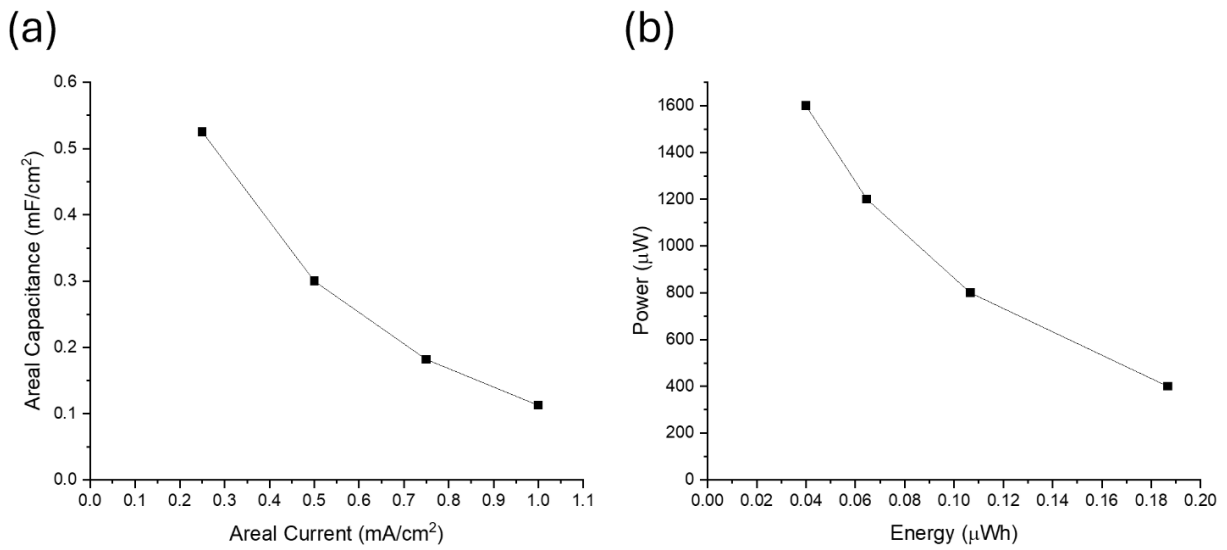 (a)
0.6
0.5
0.4
0.3
0.2
0.1
0.0
0.0 0.1 0.2 0.3 0.4 0.5 0.6 0.7 0.8 0.9 1.0 1.1
Areal Capacitance (mF/cm²)
Areal Current (mA/cm²)
(b)
1600
1400
1200
1000
800
600
400
200
0
0.00 0.02 0.04 0.06 0.08 0.10 0.12 0.14 0.16 0.18 0.20
Power (μW)
Energy (μWh)